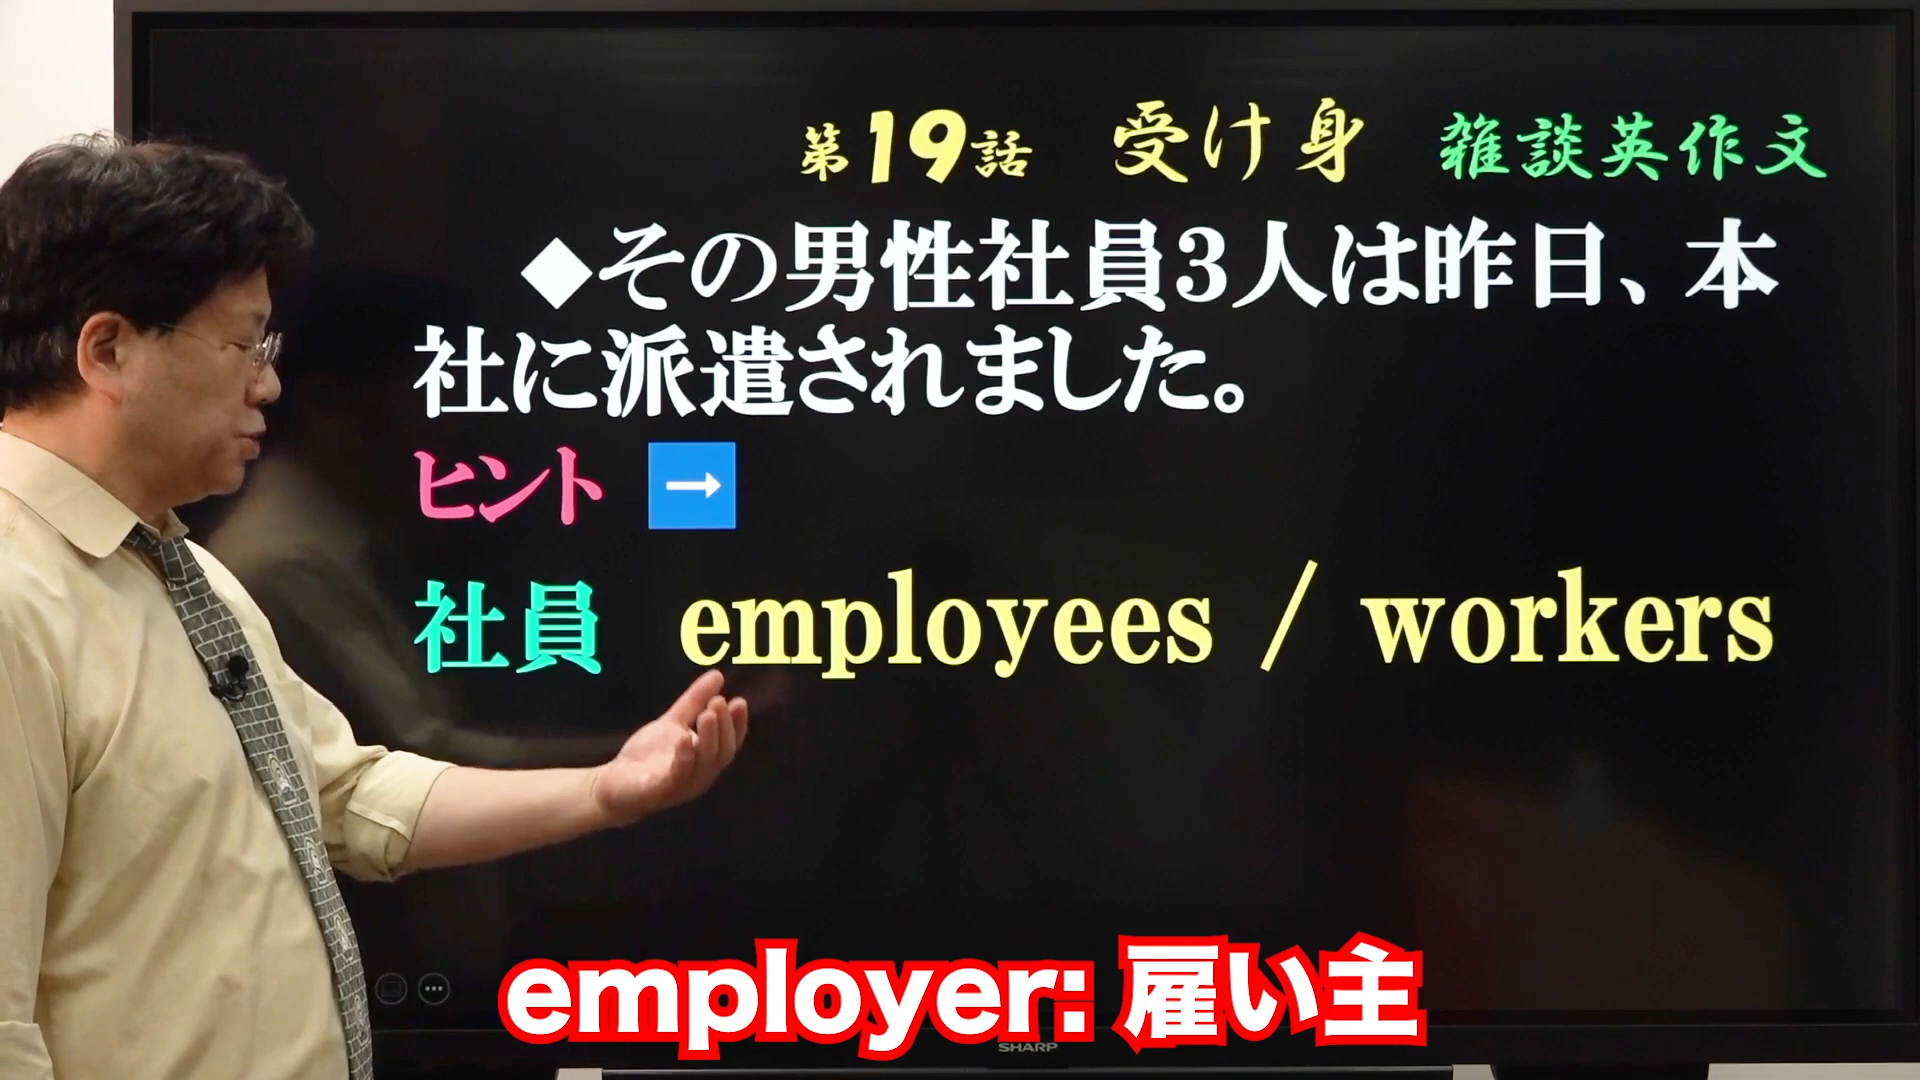 第19話 受け身 雑談英作文
◆その男性社員3人は昨日、本
社に派遣されました。
ヒント →
社員 employees / workers
employer: 雇い主
SHARP